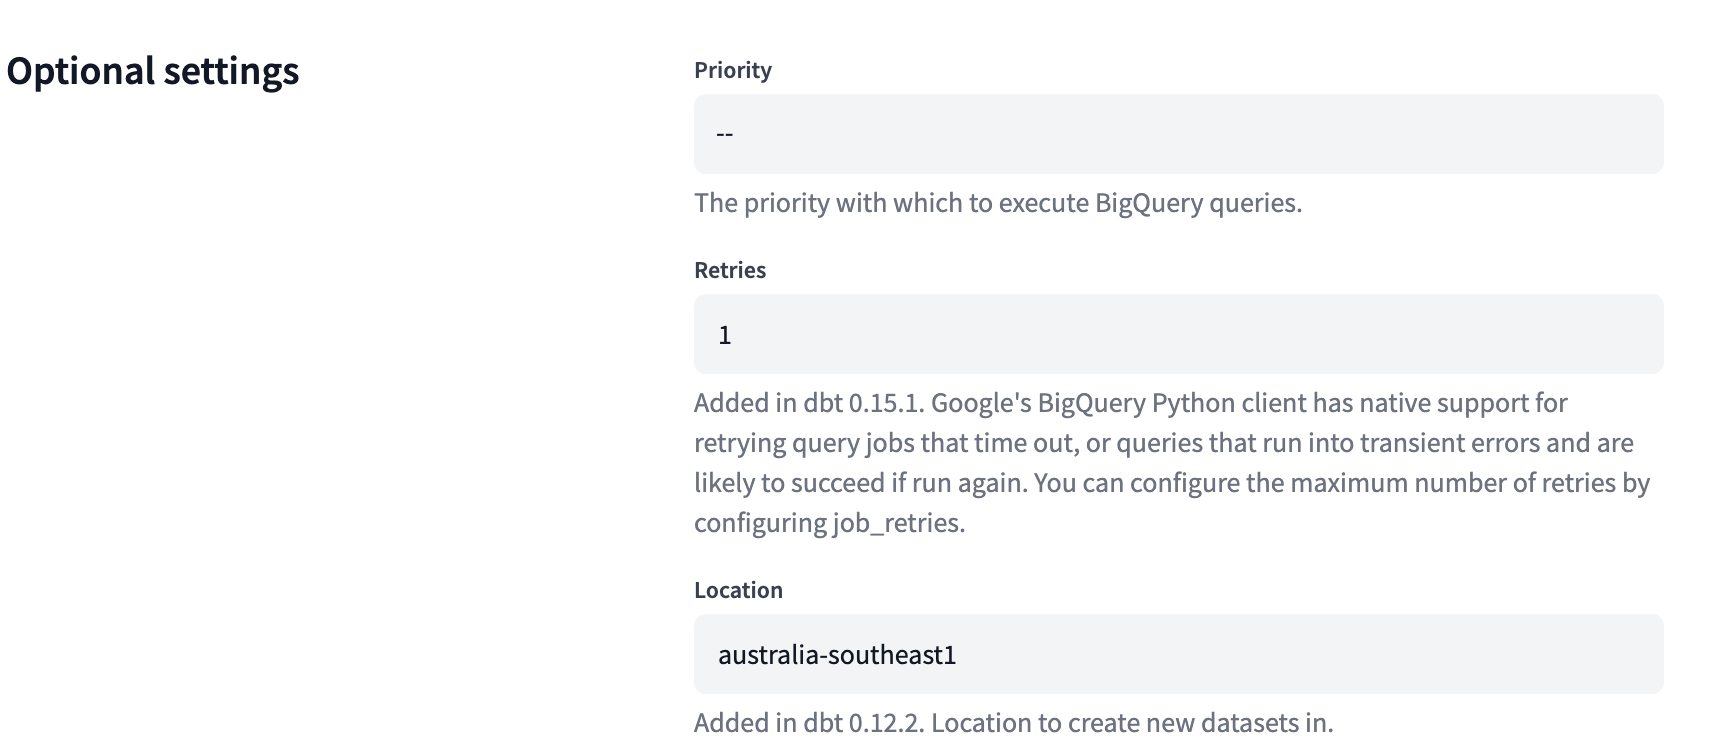 Optional settings
Priority
--
The priority with which to execute BigQuery queries.
Retries
1
Added in dbt 0.15.1. Google's BigQuery Python client has native support for
retrying query jobs that time out, or queries that run into transient errors and are
likely to succeed if run again. You can configure the maximum number of retries by
configuring job_retries.
Location
australia-southeast1
Added in dbt 0.12.2. Location to create new datasets in.